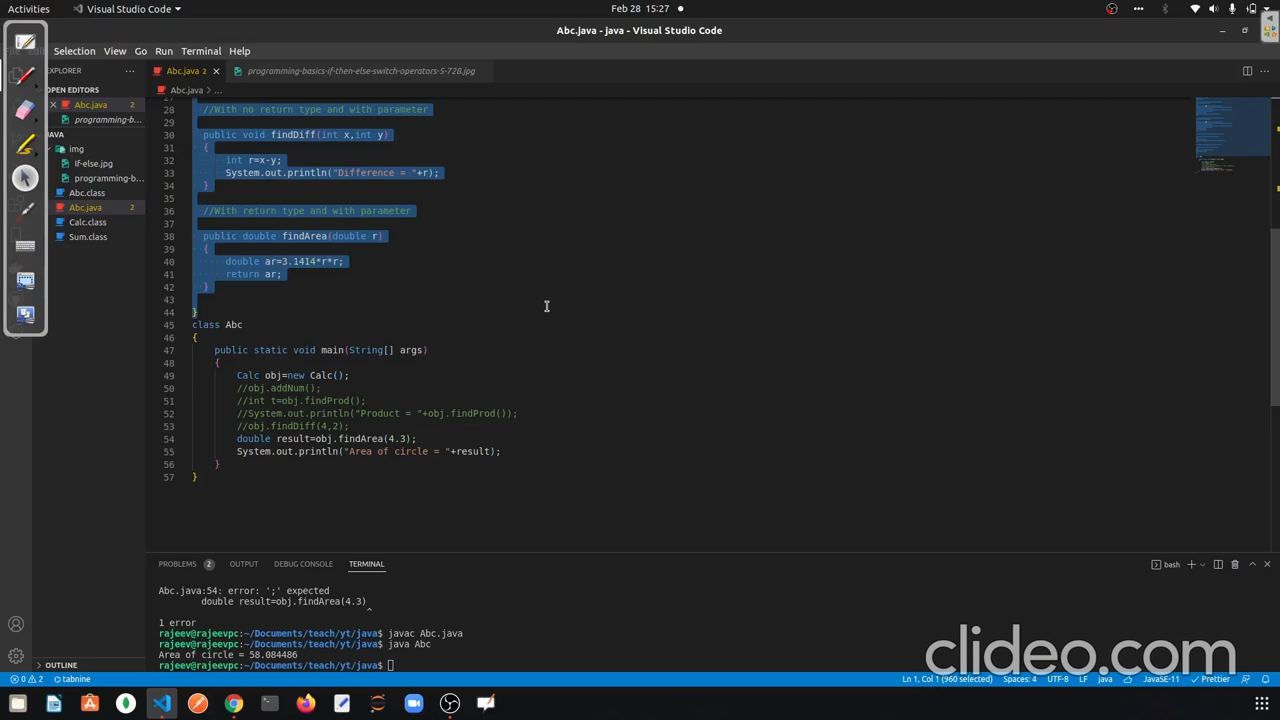 Activities
Visual Studio Code
Feb 28 15:27
Abc.java - java - Visual Studio Code
Selection View Go Run Terminal Help
EXPLORER
Abc.java 2
programming-basics-if-then-else-switch-operators-5-728.jpg
OPEN EDITORS
Abc.java > ...
Abc.java 2
programming-b...
JAVA
img
If-else.jpg
programming-b...
Abc.class
Abc.java 2
Calc.class
Sum.class
27
28 //With no return type and with parameter
29
30 public void findDiff(int x,int y)
31 {
32 int r=x-y;
33 System.out.println("Difference = "+r);
34 }
35
36 //With return type and with parameter
37
38 public double findArea(double r)
39 {
40 double ar=3.1414*r*r;
41 return ar;
42 }
43
44 }
45 class Abc
46 {
47 public static void main(String[] args)
48 {
49 Calc obj=new Calc();
50 //obj.addNum();
51 //int t=obj.findProd();
52 //System.out.println("Product = "+obj.findProd());
53 //obj.findDiff(4,2);
54 double result=obj.findArea(4.3);
55 System.out.println("Area of circle = "+result);
56 }
57 }
PROBLEMS 2 OUTPUT DEBUG CONSOLE TERMINAL
bash
Abc.java:54: error: ';' expected
double result=obj.findArea(4.3)
^
1 error
rajeev@rajeevpc:~/Documents/teach/yt/java$ javac Abc.java
rajeev@rajeevpc:~/Documents/teach/yt/java$ java Abc
Area of circle = 58.084486
rajeev@rajeevpc:~/Documents/teach/yt/java$
OUTLINE
clideo.com
0 2 tabnine
Ln 1, Col 1 (960 selected) Spaces: 4 UTF-8 LF java JavaSE-11 Prettier